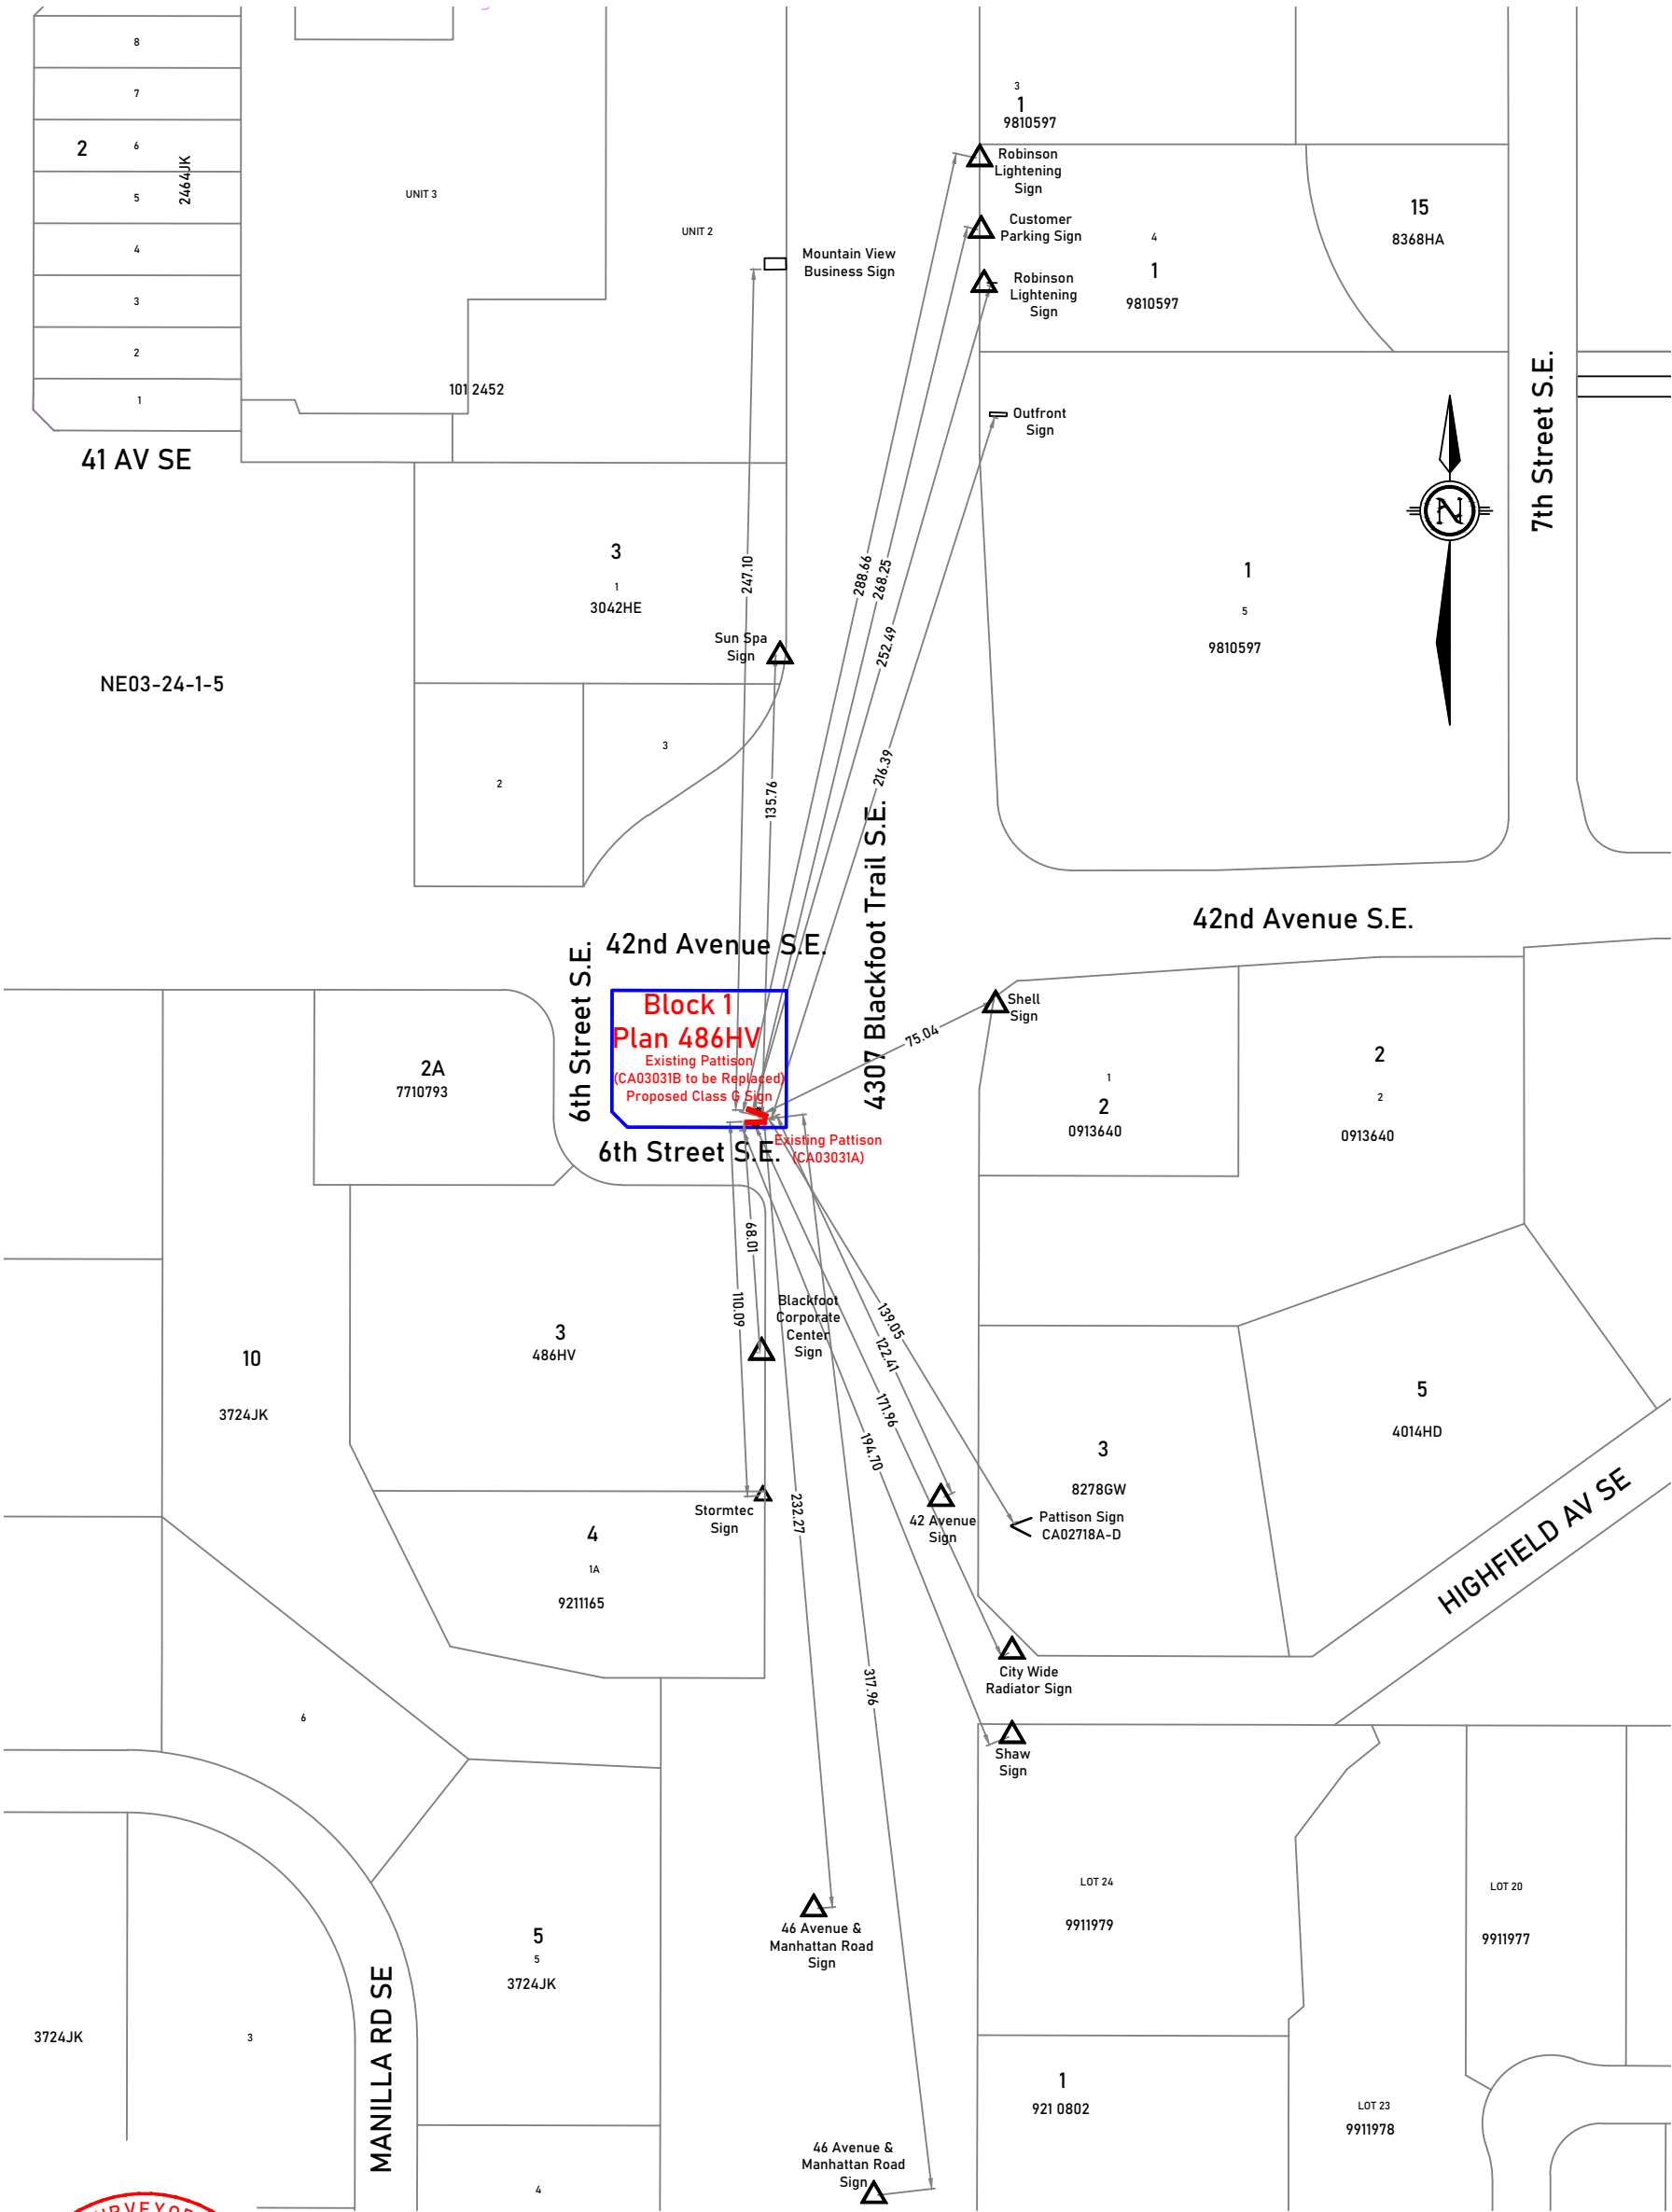 8
7
2
6
2464JK
5
4
3
2
1
41 AV SE
UNIT 3
UNIT 2
101 2452
Mountain View
Business Sign
3
1
9810597
Robinson
Lightening
Sign
Customer
Parking Sign
Robinson
Lightening
Sign
4
1
9810597
15
8368HA
Outfront
Sign
7th Street S.E.
N
3
1
3042HE
Sun Spa
Sign
NE03-24-1-5
2
3
247.10
135.76
288.66
268.25
252.49
216.39
1
5
9810597
4307 Blackfoot Trail S.E.
42nd Avenue S.E.
42nd Avenue S.E.
6th Street S.E.
Block 1
Plan 486HV
Existing Pattison
(CA03031B to be Replaced)
Proposed Class G Sign
Existing Pattison
(CA03031A)
6th Street S.E.
75.04
Shell
Sign
2A
7710793
1
2
0913640
2
2
0913640
68.01
110.09
Blackfoot
Corporate
Center
Sign
139.05
122.41
171.96
194.70
232.27
317.96
3
486HV
10
3724JK
Stormtec
Sign
4
1A
9211165
42 Avenue
Sign
3
8278GW
Pattison Sign
CA02718A-D
5
4014HD
HIGHFIELD AV SE
City Wide
Radiator Sign
Shaw
Sign
6
5
5
3724JK
46 Avenue &
Manhattan Road
Sign
LOT 24
9911979
LOT 20
9911977
3724JK
3
MANILLA RD SE
4
46 Avenue &
Manhattan Road
Sign
1
921 0802
LOT 23
9911978